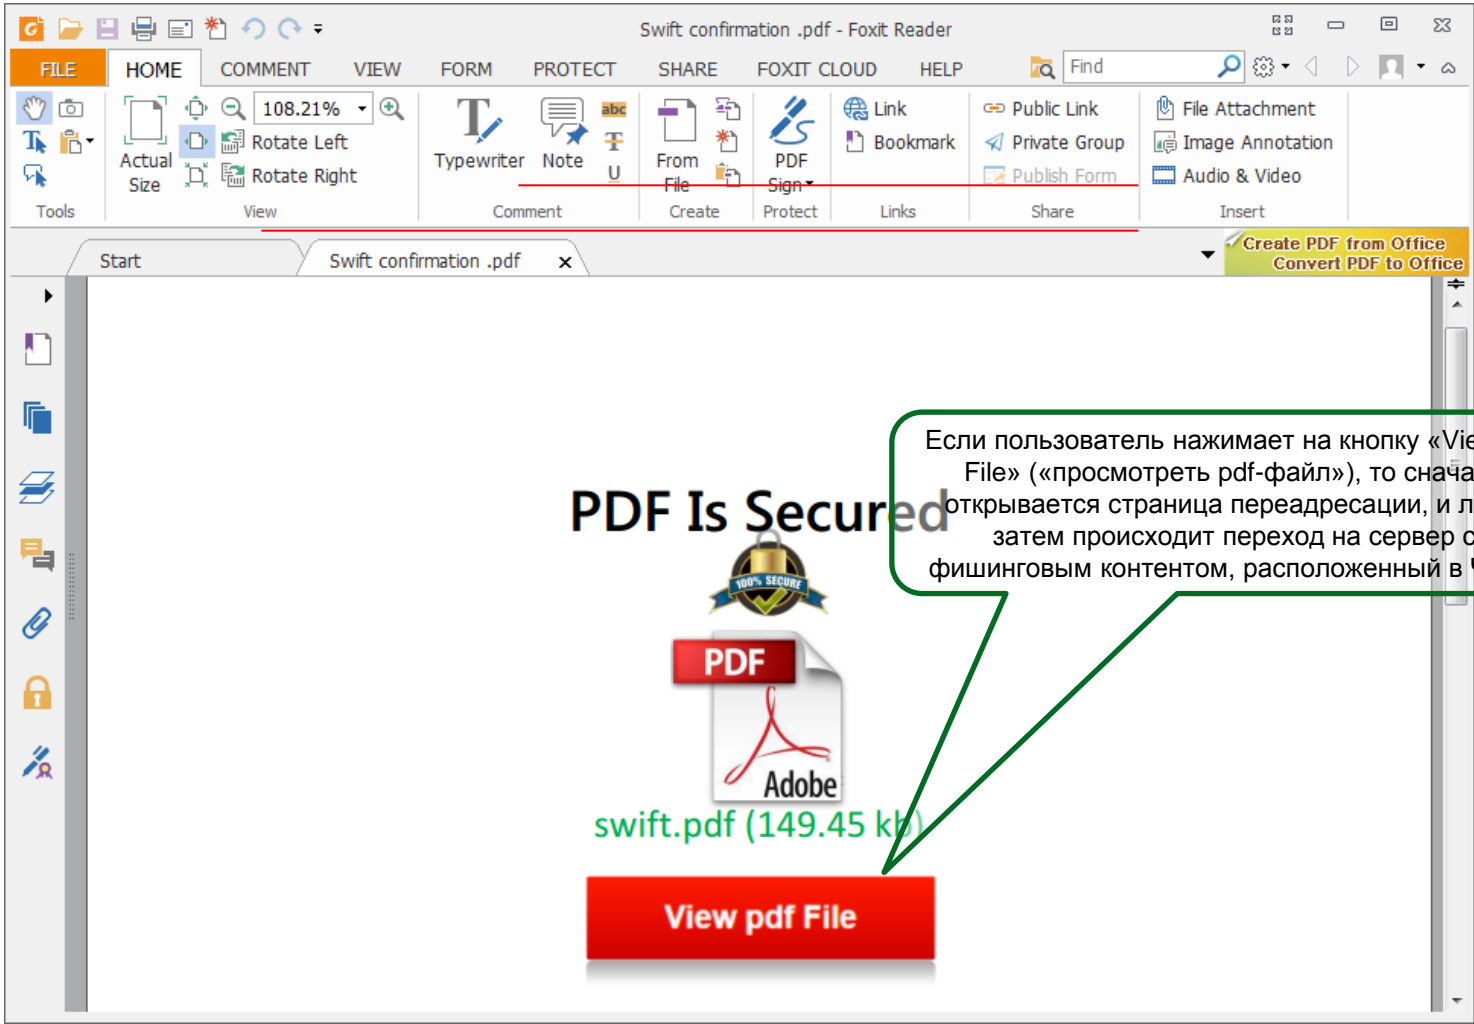 Swift confirmation .pdf - Foxit Reader
FILE HOME COMMENT VIEW FORM PROTECT SHARE FOXIT CLOUD HELP Find
108.21%
Actual Size
Rotate Left
Rotate Right
Typewriter
Note
abc
T
U
From File
PDF Sign
Link
Bookmark
Public Link
Private Group
Publish Form
File Attachment
Image Annotation
Audio & Video
Tools View Comment Create Protect Links Share Insert
Start
Swift confirmation .pdf x
Create PDF from Office
Convert PDF to Office
Если пользователь нажимает на кнопку «Vie
File» («просмотреть pdf-файл»), то снача
открывается страница переадресации, и л
затем происходит переход на сервер с
фишинговым контентом, расположенный в
PDF Is Secured
100% SECURE
PDF
Adobe
swift.pdf (149.45 kb)
View pdf File